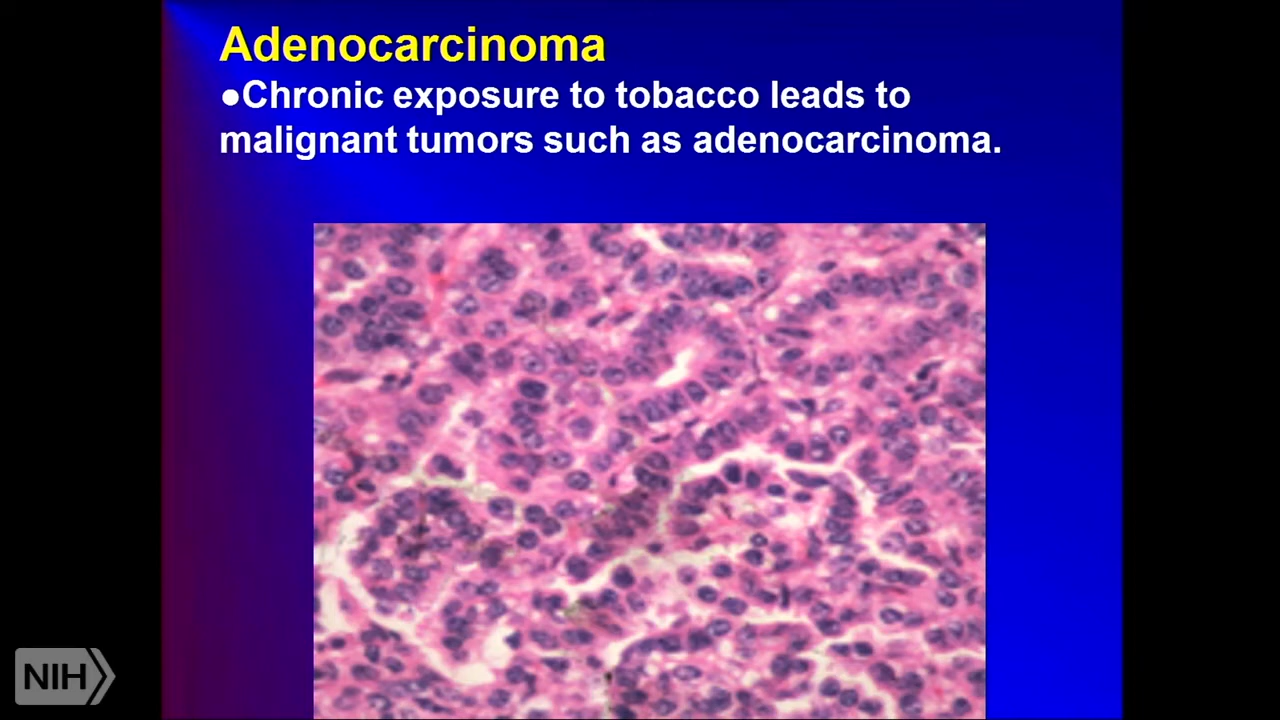 Adenocarcinoma
●Chronic exposure to tobacco leads to
malignant tumors such as adenocarcinoma.
NIH